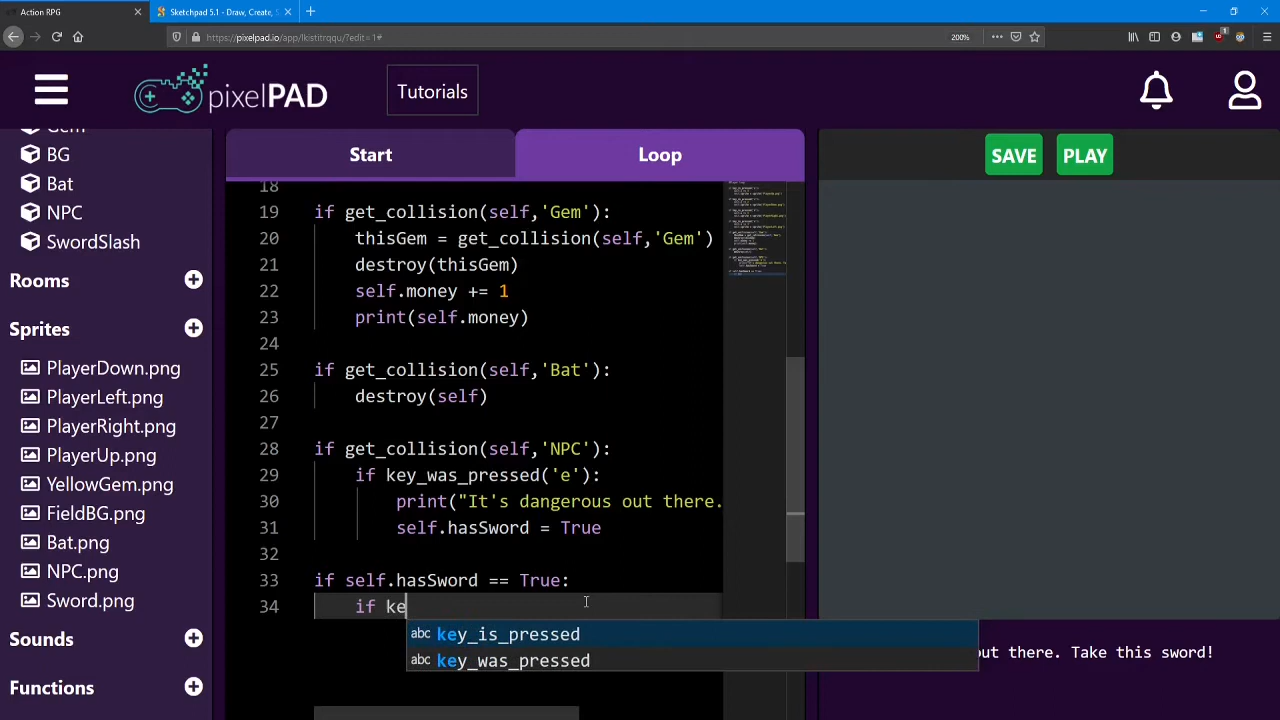 Action RPG
Sketchpad 5.1 - Draw, Create, S
https://pixelpad.io/app/lkistitrqqu/?edit=1#
200%
pixelPAD
Tutorials
Gem
BG
Bat
NPC
SwordSlash
Rooms
Sprites
PlayerDown.png
PlayerLeft.png
PlayerRight.png
PlayerUp.png
YellowGem.png
FieldBG.png
Bat.png
NPC.png
Sword.png
Sounds
Functions
Start
Loop
SAVE
PLAY
18
19 if get_collision(self,'Gem'):
20 thisGem = get_collision(self,'Gem')
21 destroy(thisGem)
22 self.money += 1
23 print(self.money)
24
25 if get_collision(self,'Bat'):
26 destroy(self)
27
28 if get_collision(self,'NPC'):
29 if key_was_pressed('e'):
30 print("It's dangerous out there.
31 self.hasSword = True
32
33 if self.hasSword == True:
34 if ke
abc key_is_pressed
abc key_was_pressed
out there. Take this sword!